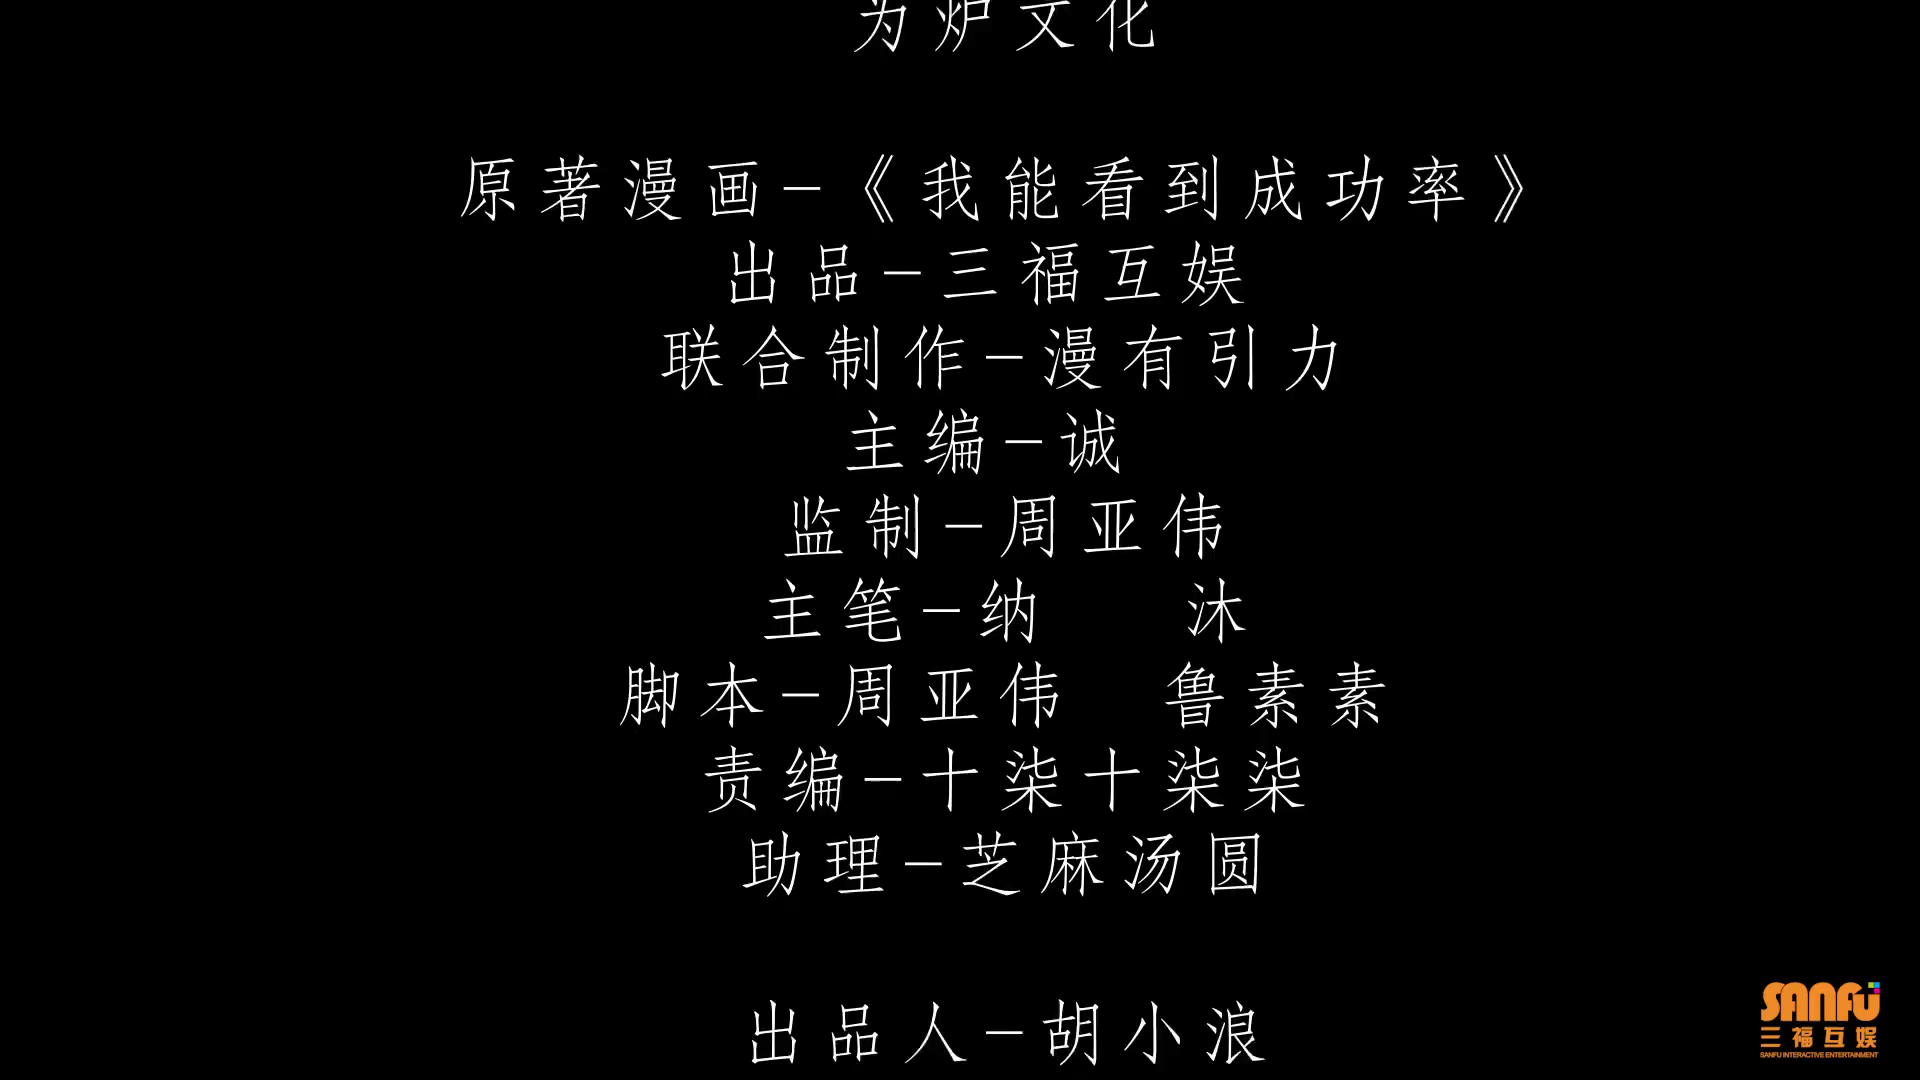 为炉文化
原著漫画-《我能看到成功率》
出品-三福互娱
联合制作-漫有引力
主编-诚
监制-周亚伟
主笔-纳 沐
脚本-周亚伟 鲁素素
责编-十柒十柒柒
助理-芝麻汤圆
出品人-胡小浪
SANFU
三福互娱
SANFU INTERACTIVE ENTERTAINMENT